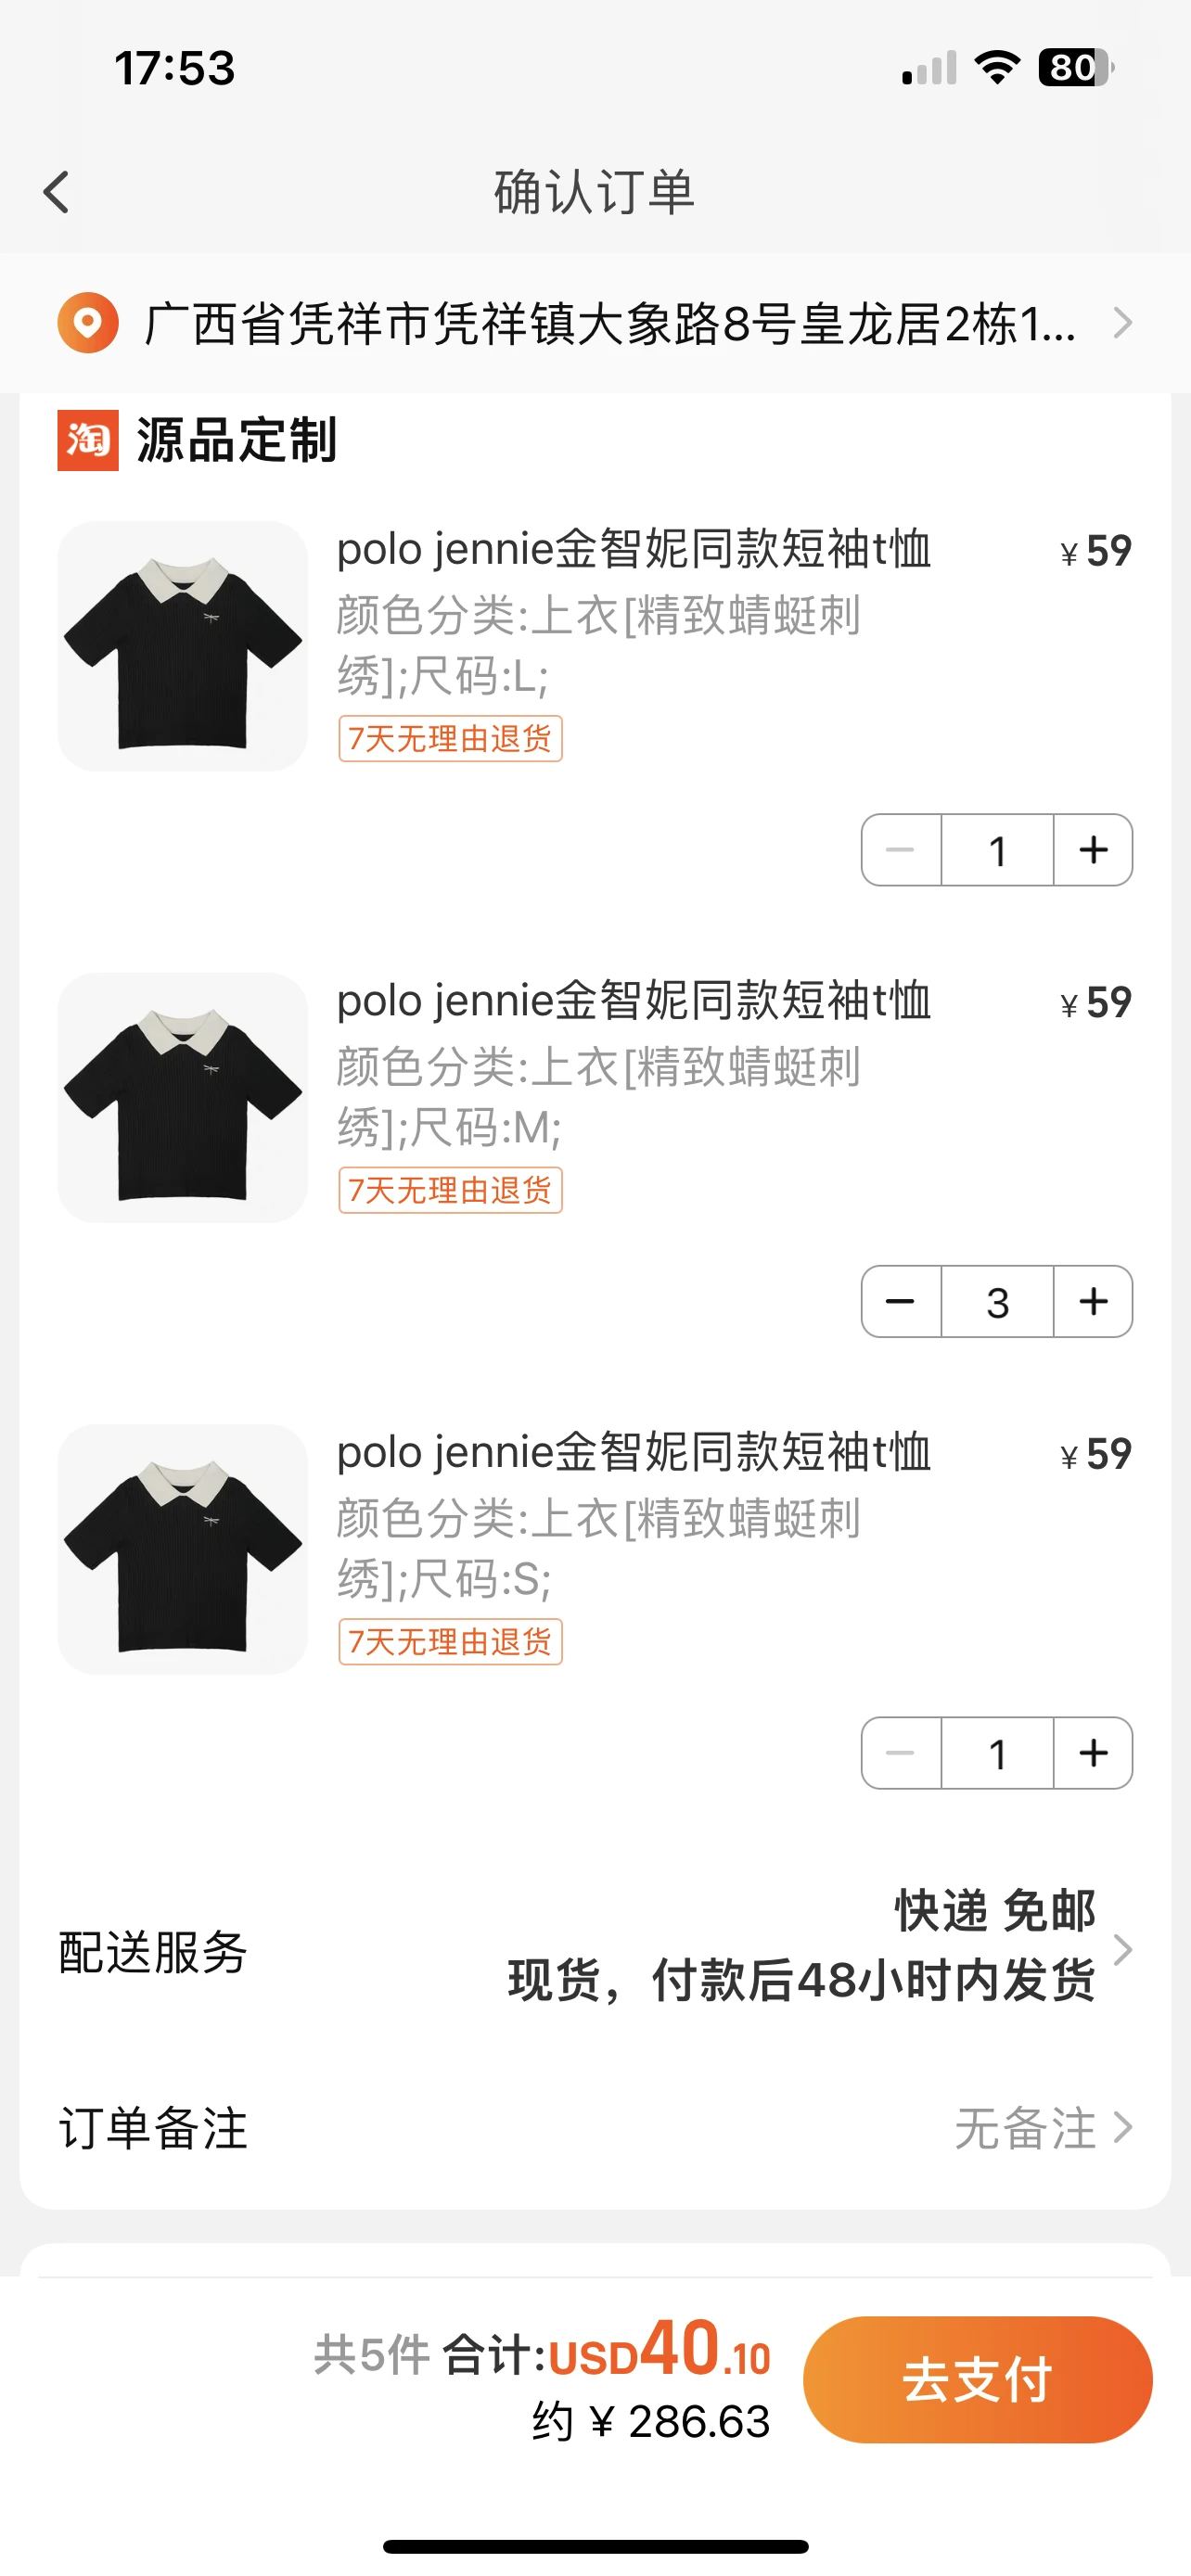 17:53
80
确认订单
广西省凭祥市凭祥镇大象路8号皇龙居2栋1...
淘 源品定制
polo jennie金智妮同款短袖t恤 ¥59
颜色分类:上衣[精致蜻蜓刺
绣];尺码:L;
7天无理由退货
1
polo jennie金智妮同款短袖t恤 ¥59
颜色分类:上衣[精致蜻蜓刺
绣];尺码:M;
7天无理由退货
3
polo jennie金智妮同款短袖t恤 ¥59
颜色分类:上衣[精致蜻蜓刺
绣];尺码:S;
7天无理由退货
1
快递 免邮
配送服务
现货，付款后48小时内发货
订单备注 无备注
共5件 合计:USD40.10
去支付
约 ¥ 286.63